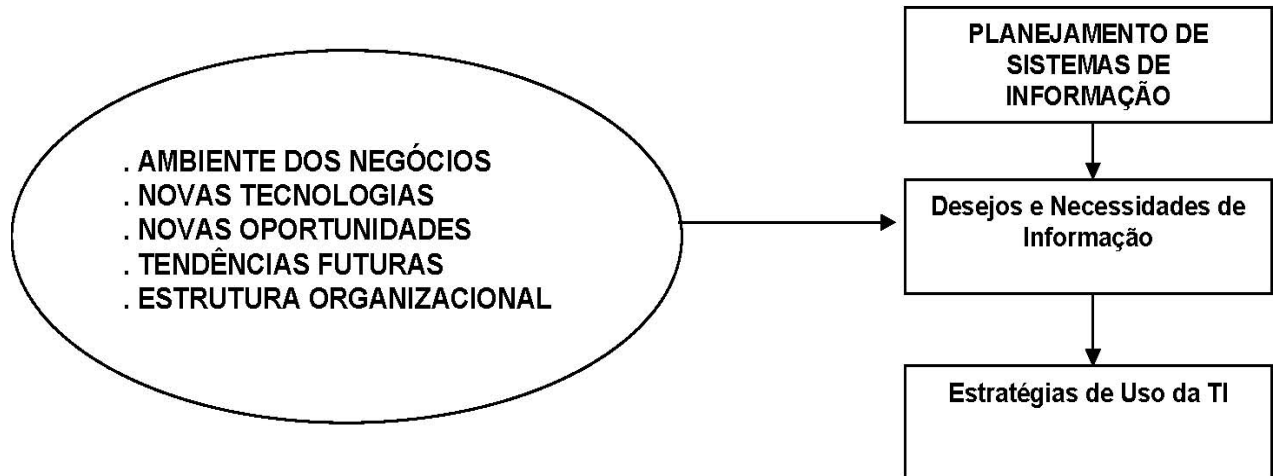 . AMBIENTE DOS NEGÓCIOS
. NOVAS TECNOLOGIAS
. NOVAS OPORTUNIDADES
. TENDÊNCIAS FUTURAS
. ESTRUTURA ORGANIZACIONAL
PLANEJAMENTO DE
SISTEMAS DE
INFORMAÇÃO
Desejos e Necessidades de
Informação
Estratégias de Uso da TI